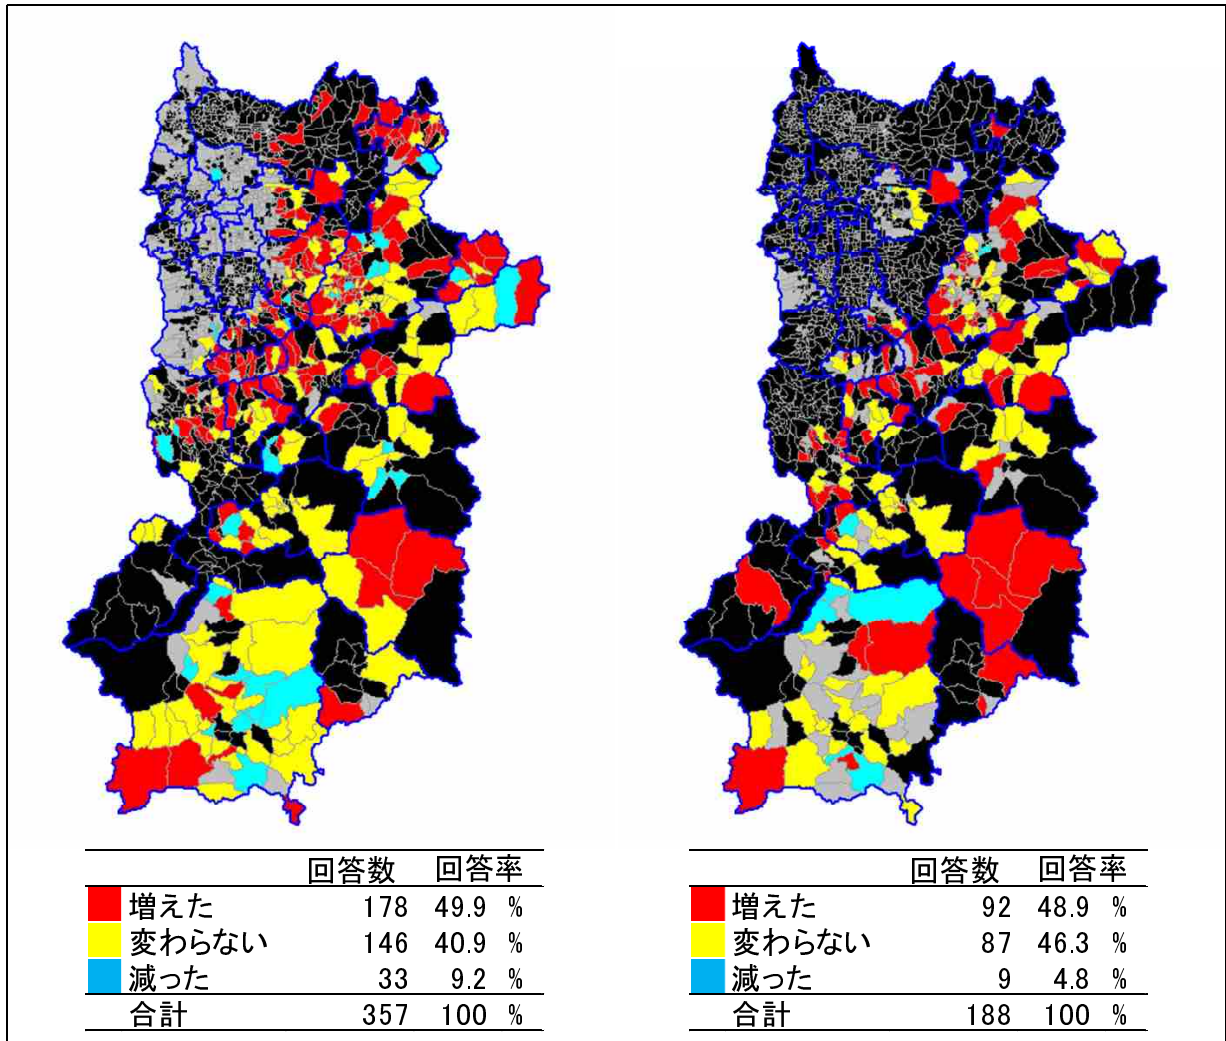 回答数 回答率
増えた 178 49.9 %
変わらない 146 40.9 %
減った 33 9.2 %
合計 357 100 %
回答数 回答率
増えた 92 48.9 %
変わらない 87 46.3 %
減った 9 4.8 %
合計 188 100 %